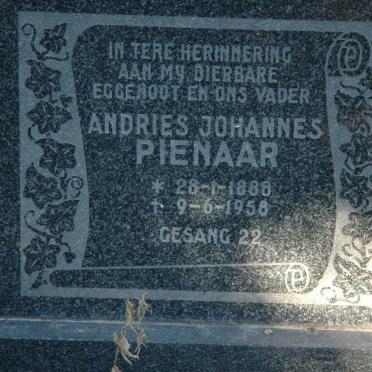 IN TERE HERINNERING
AAN MY DIERBARE
EGGENOOT EN ONS VADER
ANDRIES JOHANNES
PIENAAR
* 28-1-1888
† 9-6-1958
GESANG 22